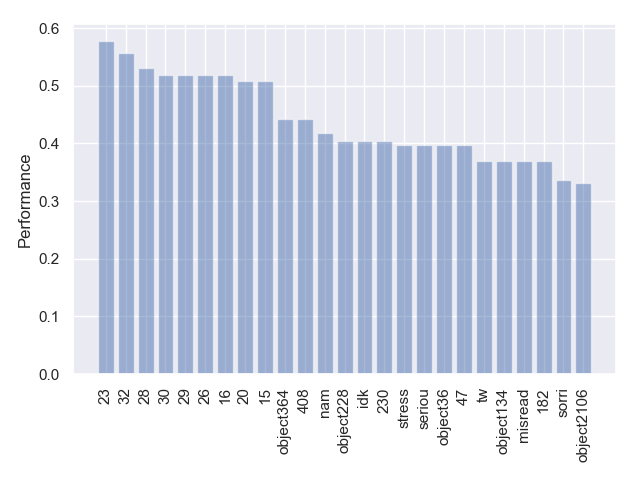 0.6
0.5
0.4
0.3
0.2
0.1
0.0
Performance
23
32
28
30
29
26
16
20
15
object364
408
nam
object228
idk
230
stress
seriou
object36
47
tw
object134
misread
182
sorri
object2106